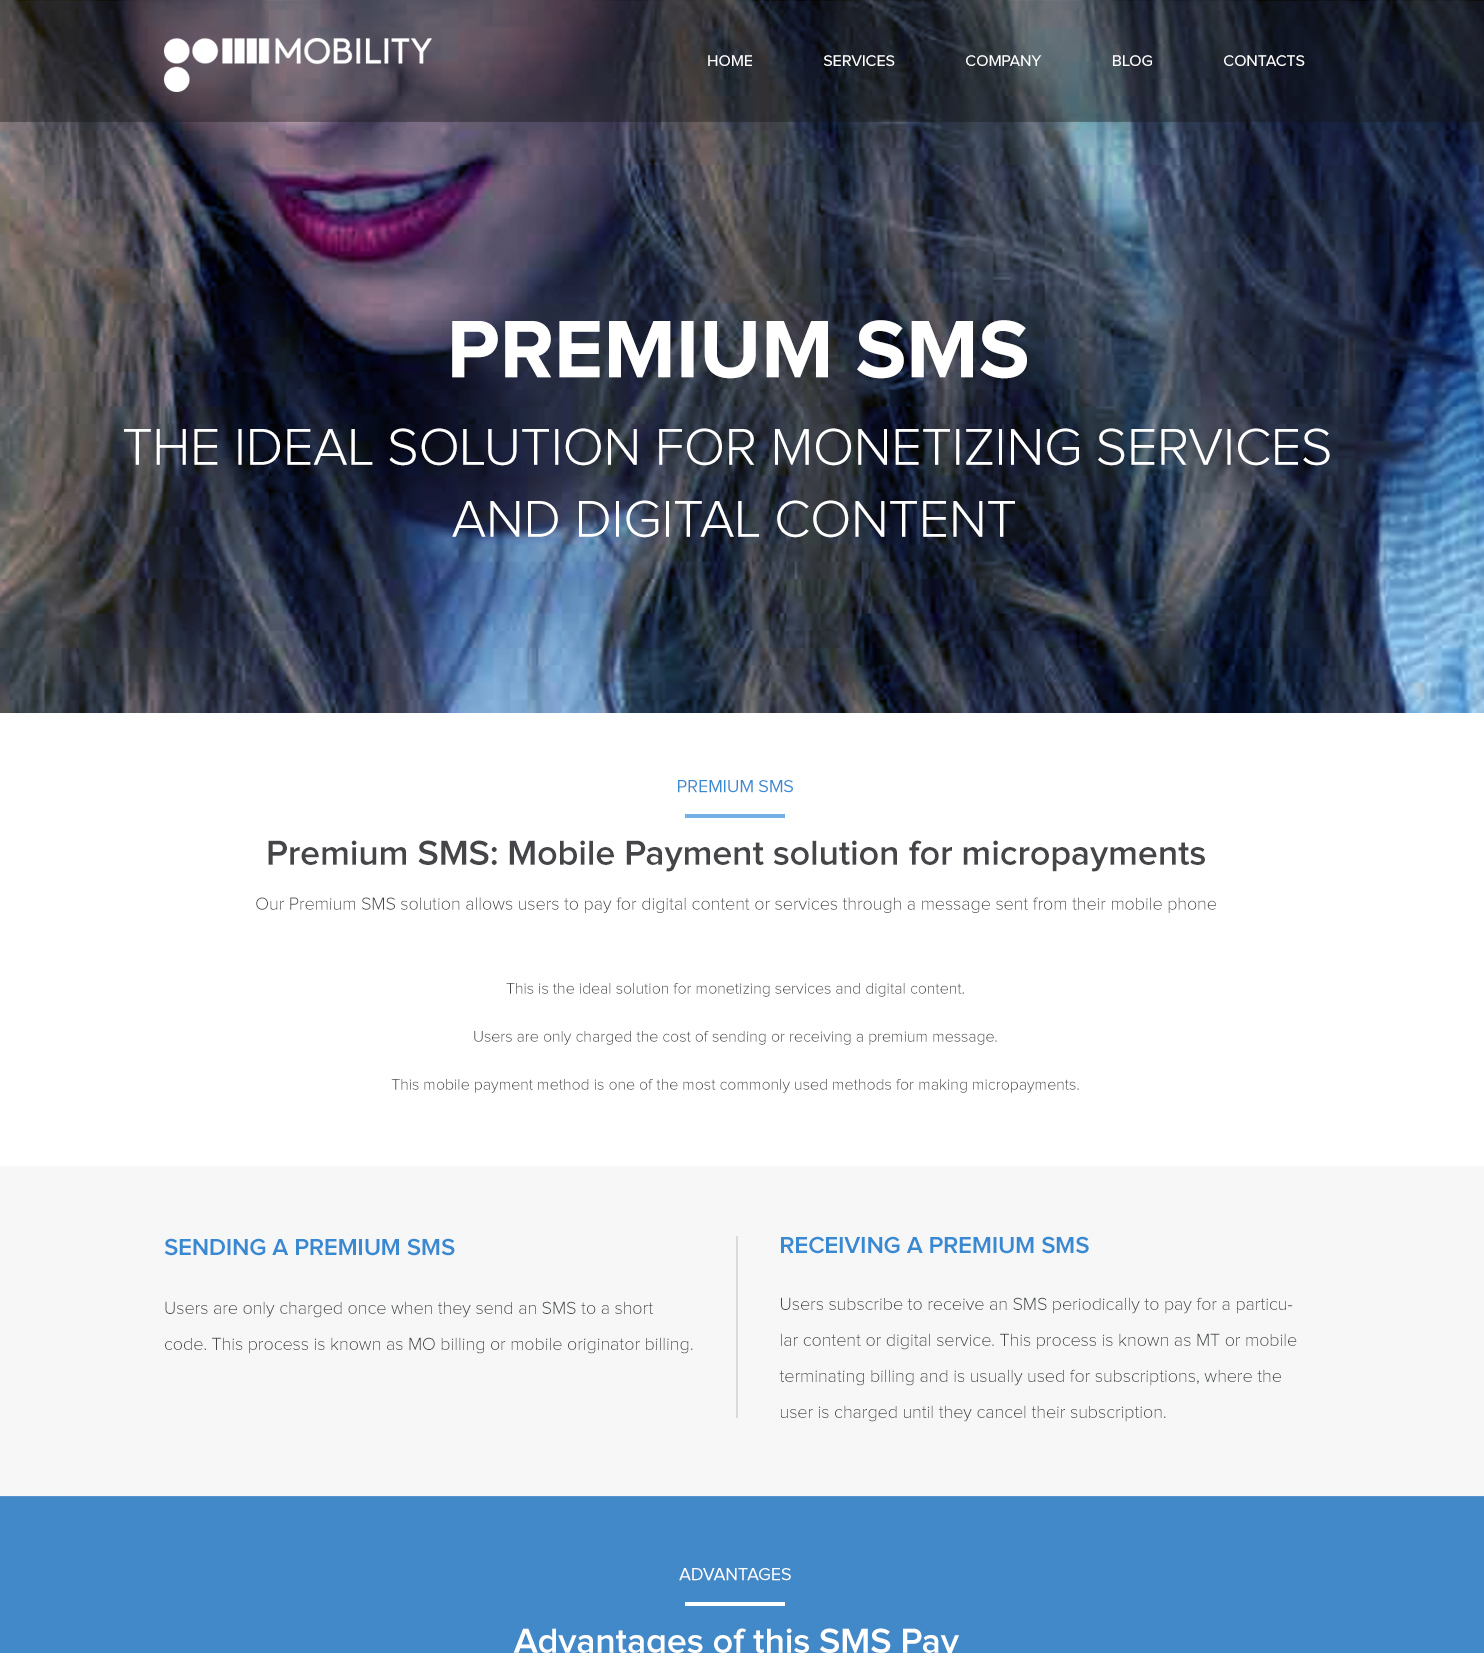 MOBILITY
HOME SERVICES COMPANY BLOG CONTACTS
PREMIUM SMS
THE IDEAL SOLUTION FOR MONETIZING SERVICES
AND DIGITAL CONTENT
PREMIUM SMS
Premium SMS: Mobile Payment solution for micropayments
Our Premium SMS solution allows users to pay for digital content or services through a message sent from their mobile phone
This is the ideal solution for monetizing services and digital content.
Users are only charged the cost of sending or receiving a premium message.
This mobile payment method is one of the most commonly used methods for making micropayments.
SENDING A PREMIUM SMS
Users are only charged once when they send an SMS to a short
code. This process is known as MO billing or mobile originator billing.
RECEIVING A PREMIUM SMS
Users subscribe to receive an SMS periodically to pay for a particu-
lar content or digital service. This process is known as MT or mobile
terminating billing and is usually used for subscriptions, where the
user is charged until they cancel their subscription.
ADVANTAGES
Advantages of this SMS Pay